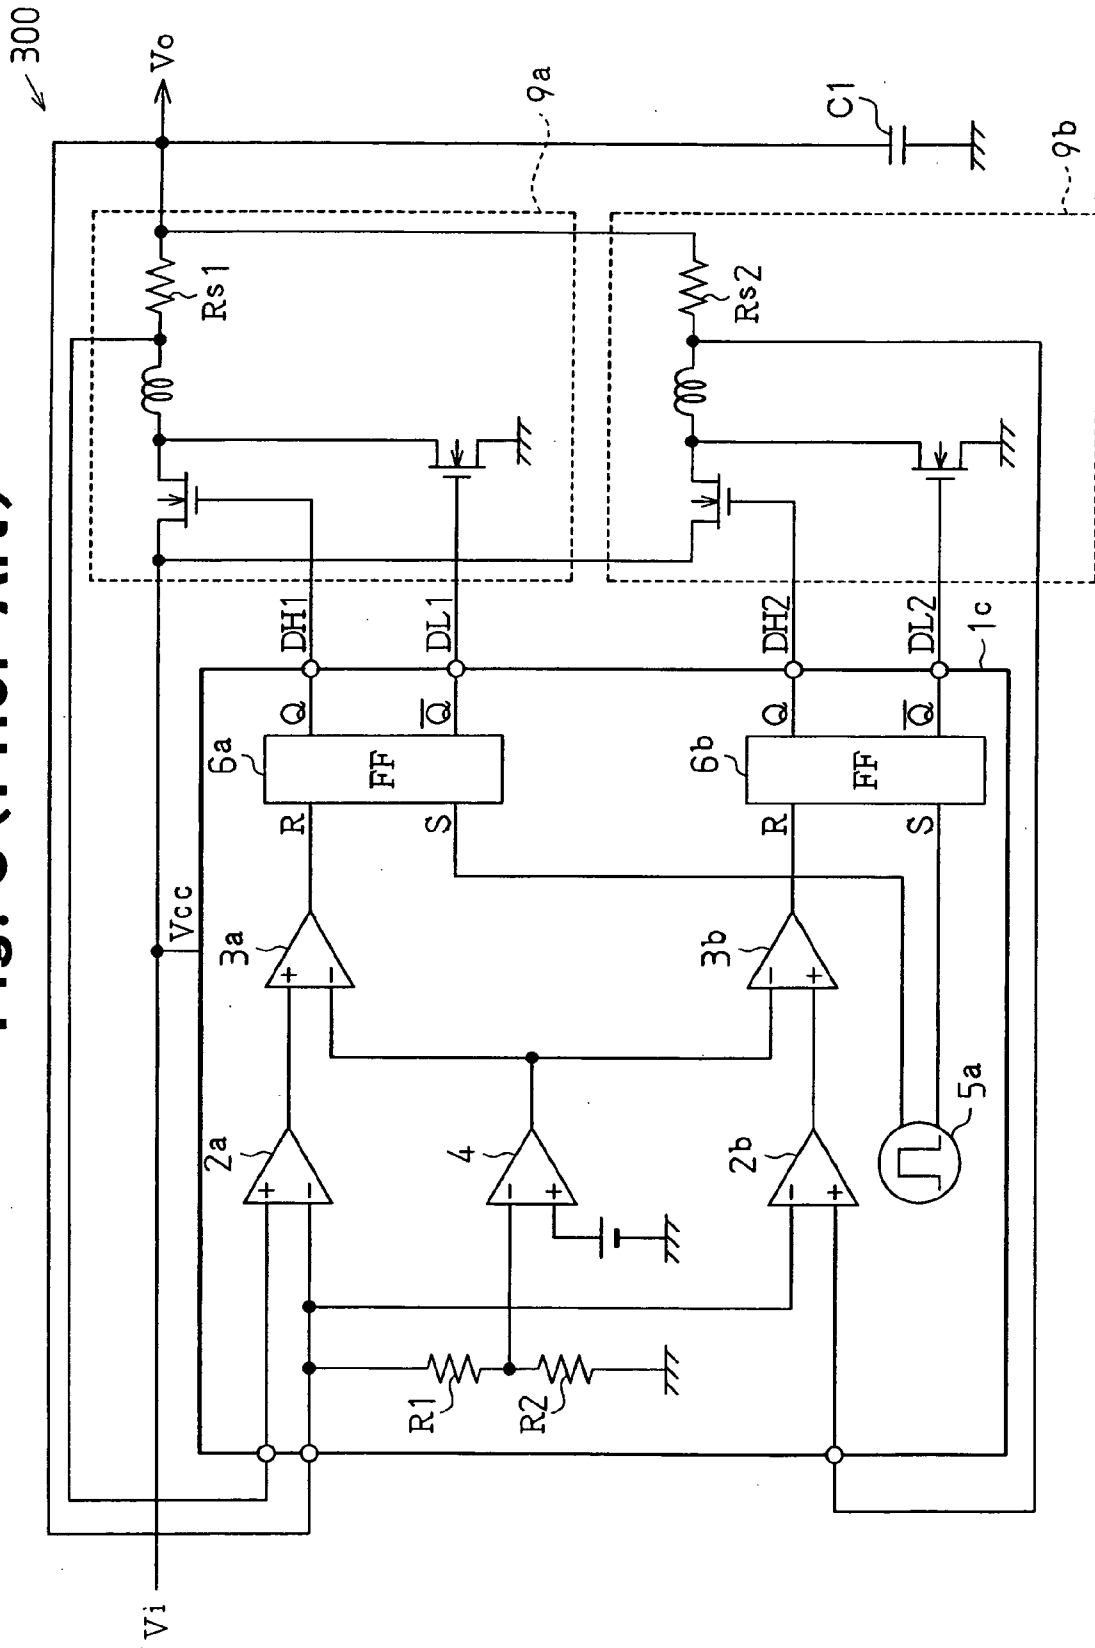 300
Vi
Vcc
Vo
Rs1
9a
C1
Rs2
9b
DH1
DL1
DH2
DL2
1c
6a
Q
Q
FF
R
S
6b
Q
Q
FF
R
S
3a
+
−
3b
−
+
2a
+
−
4
−
+
2b
−
+
5a
R1
R2